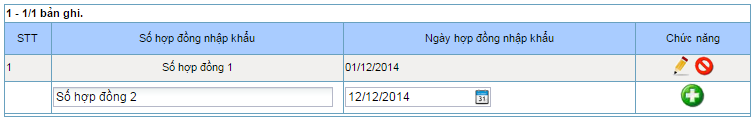 1 - 1/1 bản ghi.
STT Số hợp đồng nhập khẩu Ngày hợp đồng nhập khẩu Chức năng
1 Số hợp đồng 1 01/12/2014
Số hợp đồng 2 12/12/2014 31